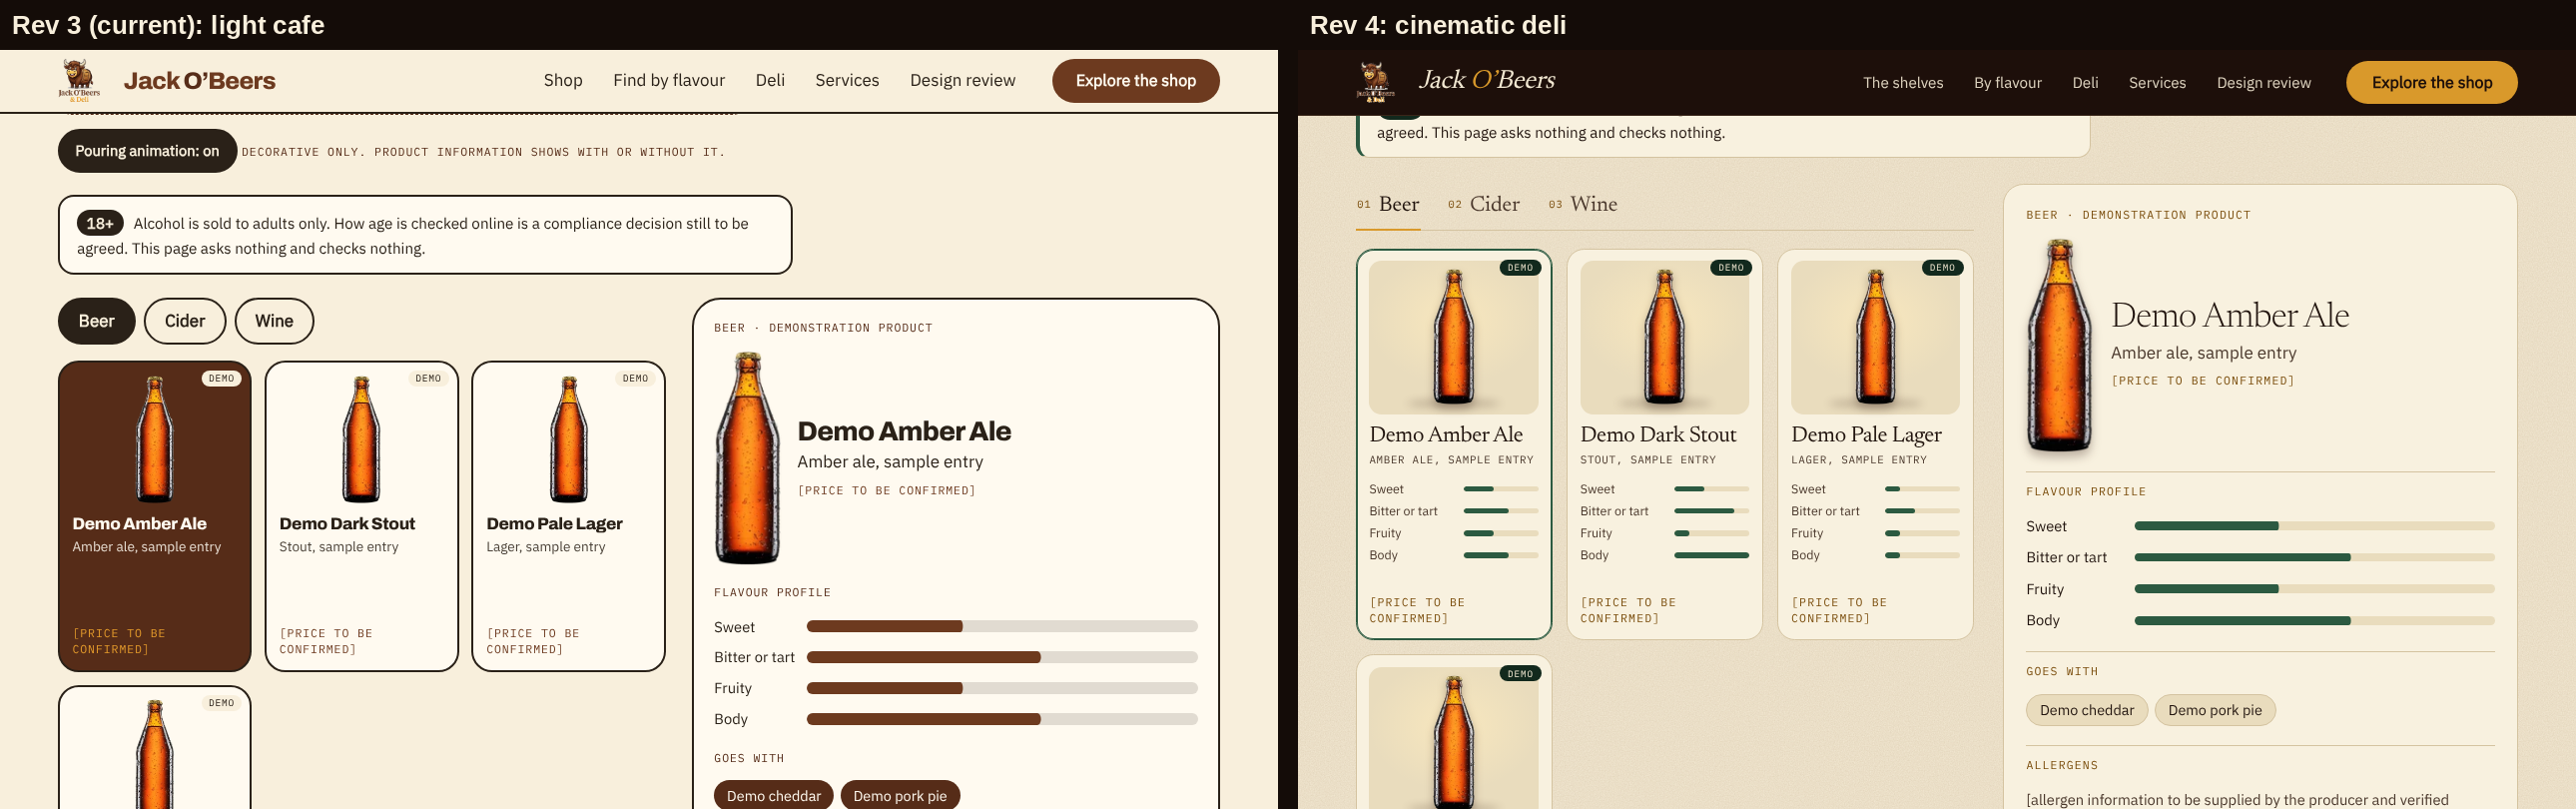 Rev 3 (current): light cafe
Jack O'Beers
& Deli
Jack O’Beers
Shop
Find by flavour
Deli
Services
Design review
Explore the shop
Pouring animation: on
DECORATIVE ONLY. PRODUCT INFORMATION SHOWS WITH OR WITHOUT IT.
18+ Alcohol is sold to adults only. How age is checked online is a compliance decision still to be
agreed. This page asks nothing and checks nothing.
Beer
Cider
Wine
DEMO
Demo Amber Ale
Amber ale, sample entry
[PRICE TO BE
CONFIRMED]
DEMO
Demo Dark Stout
Stout, sample entry
[PRICE TO BE
CONFIRMED]
DEMO
Demo Pale Lager
Lager, sample entry
[PRICE TO BE
CONFIRMED]
DEMO
BEER · DEMONSTRATION PRODUCT
Demo Amber Ale
Amber ale, sample entry
[PRICE TO BE CONFIRMED]
FLAVOUR PROFILE
Sweet
Bitter or tart
Fruity
Body
GOES WITH
Demo cheddar
Demo pork pie
Rev 4: cinematic deli
Jack O'Beers
& Deli
Jack O’Beers
The shelves
By flavour
Deli
Services
Design review
Explore the shop
agreed. This page asks nothing and checks nothing.
01 Beer
02 Cider
03 Wine
DEMO
Demo Amber Ale
AMBER ALE, SAMPLE ENTRY
Sweet
Bitter or tart
Fruity
Body
[PRICE TO BE
CONFIRMED]
DEMO
Demo Dark Stout
STOUT, SAMPLE ENTRY
Sweet
Bitter or tart
Fruity
Body
[PRICE TO BE
CONFIRMED]
DEMO
Demo Pale Lager
LAGER, SAMPLE ENTRY
Sweet
Bitter or tart
Fruity
Body
[PRICE TO BE
CONFIRMED]
DEMO
BEER · DEMONSTRATION PRODUCT
Demo Amber Ale
Amber ale, sample entry
[PRICE TO BE CONFIRMED]
FLAVOUR PROFILE
Sweet
Bitter or tart
Fruity
Body
GOES WITH
Demo cheddar
Demo pork pie
ALLERGENS
[allergen information to be supplied by the producer and verified